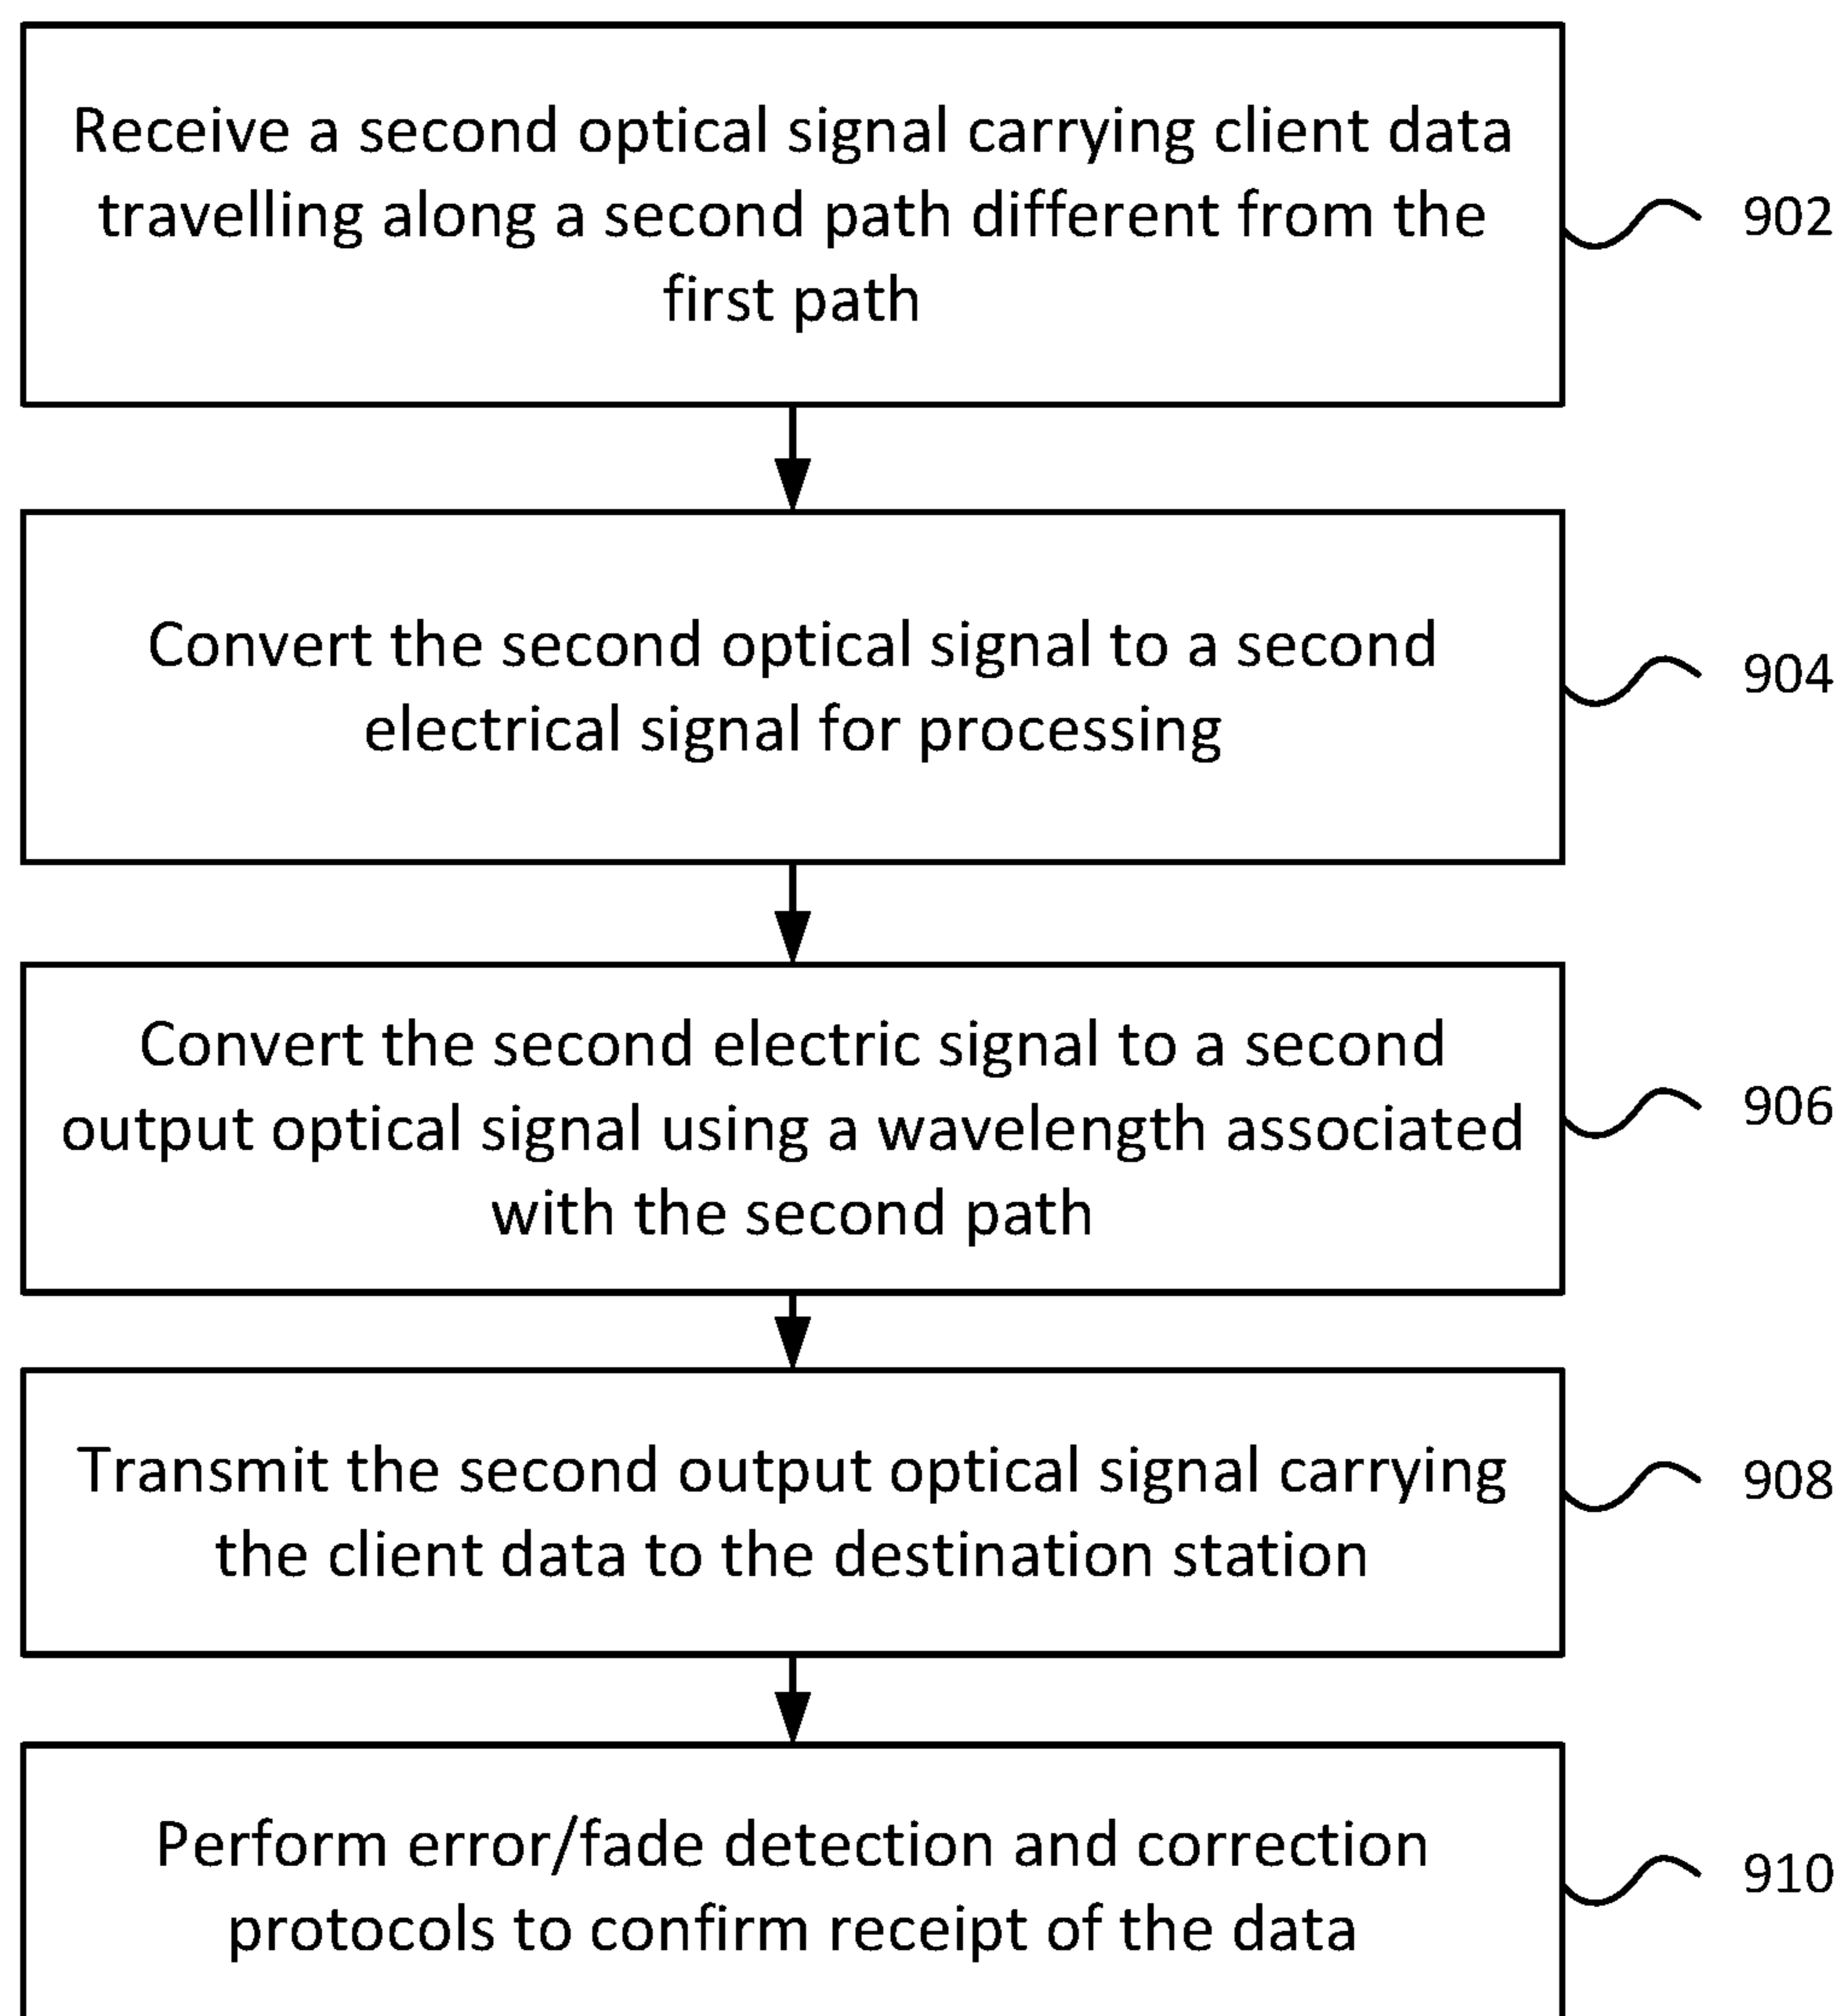 Receive a second optical signal carrying client data
travelling along a second path different from the
first path
902
Convert the second optical signal to a second
electrical signal for processing
904
Convert the second electric signal to a second
output optical signal using a wavelength associated
with the second path
906
Transmit the second output optical signal carrying
the client data to the destination station
908
Perform error/fade detection and correction
protocols to confirm receipt of the data
910